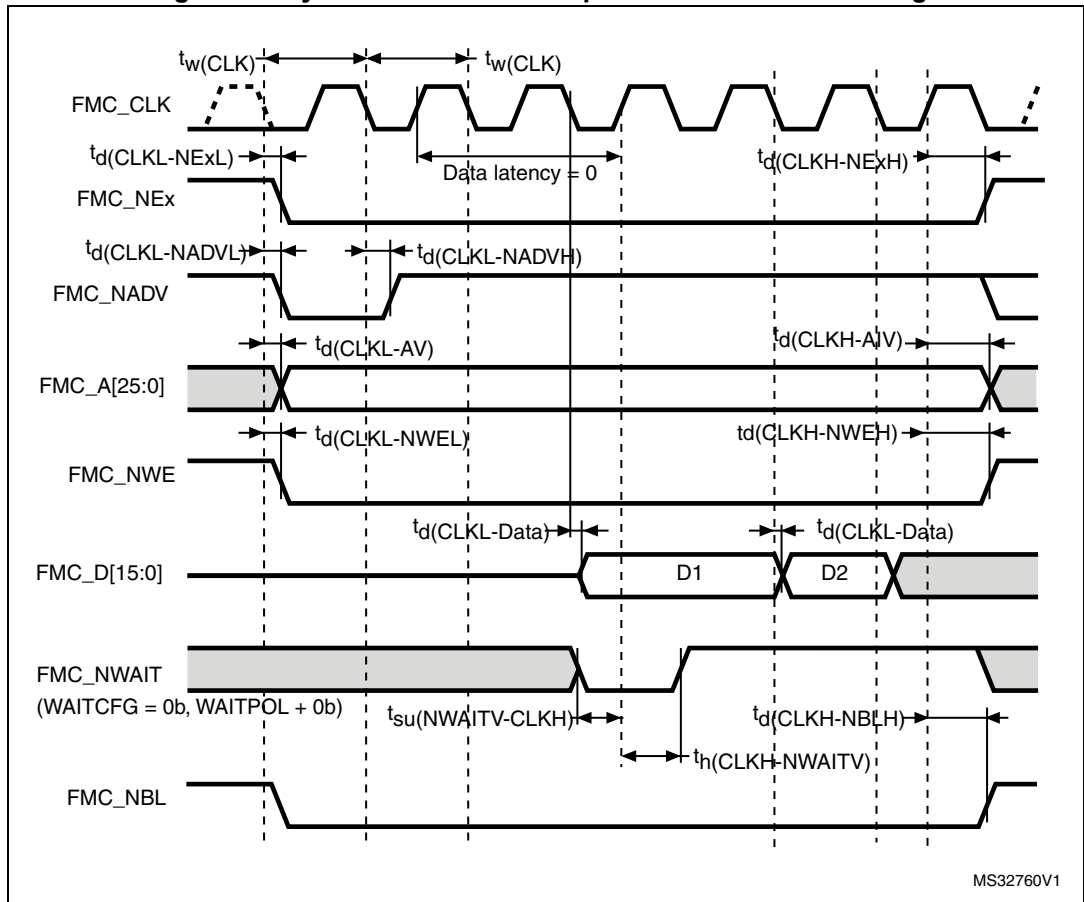 tw(CLK) tw(CLK)
FMC_CLK
td(CLKL-NExL) Data latency = 0 td(CLKH-NExH)
FMC_NEx
td(CLKL-NADVL) td(CLKL-NADVH)
FMC_NADV
td(CLKL-AV) td(CLKH-AIV)
FMC_A[25:0]
td(CLKL-NWEL) td(CLKH-NWEH)
FMC_NWE
td(CLKL-Data) td(CLKL-Data)
FMC_D[15:0] D1 D2
FMC_NWAIT
(WAITCFG = 0b, WAITPOL + 0b)
tsu(NWAITV-CLKH) td(CLKH-NBLH)
th(CLKH-NWAITV)
FMC_NBL
MS32760V1